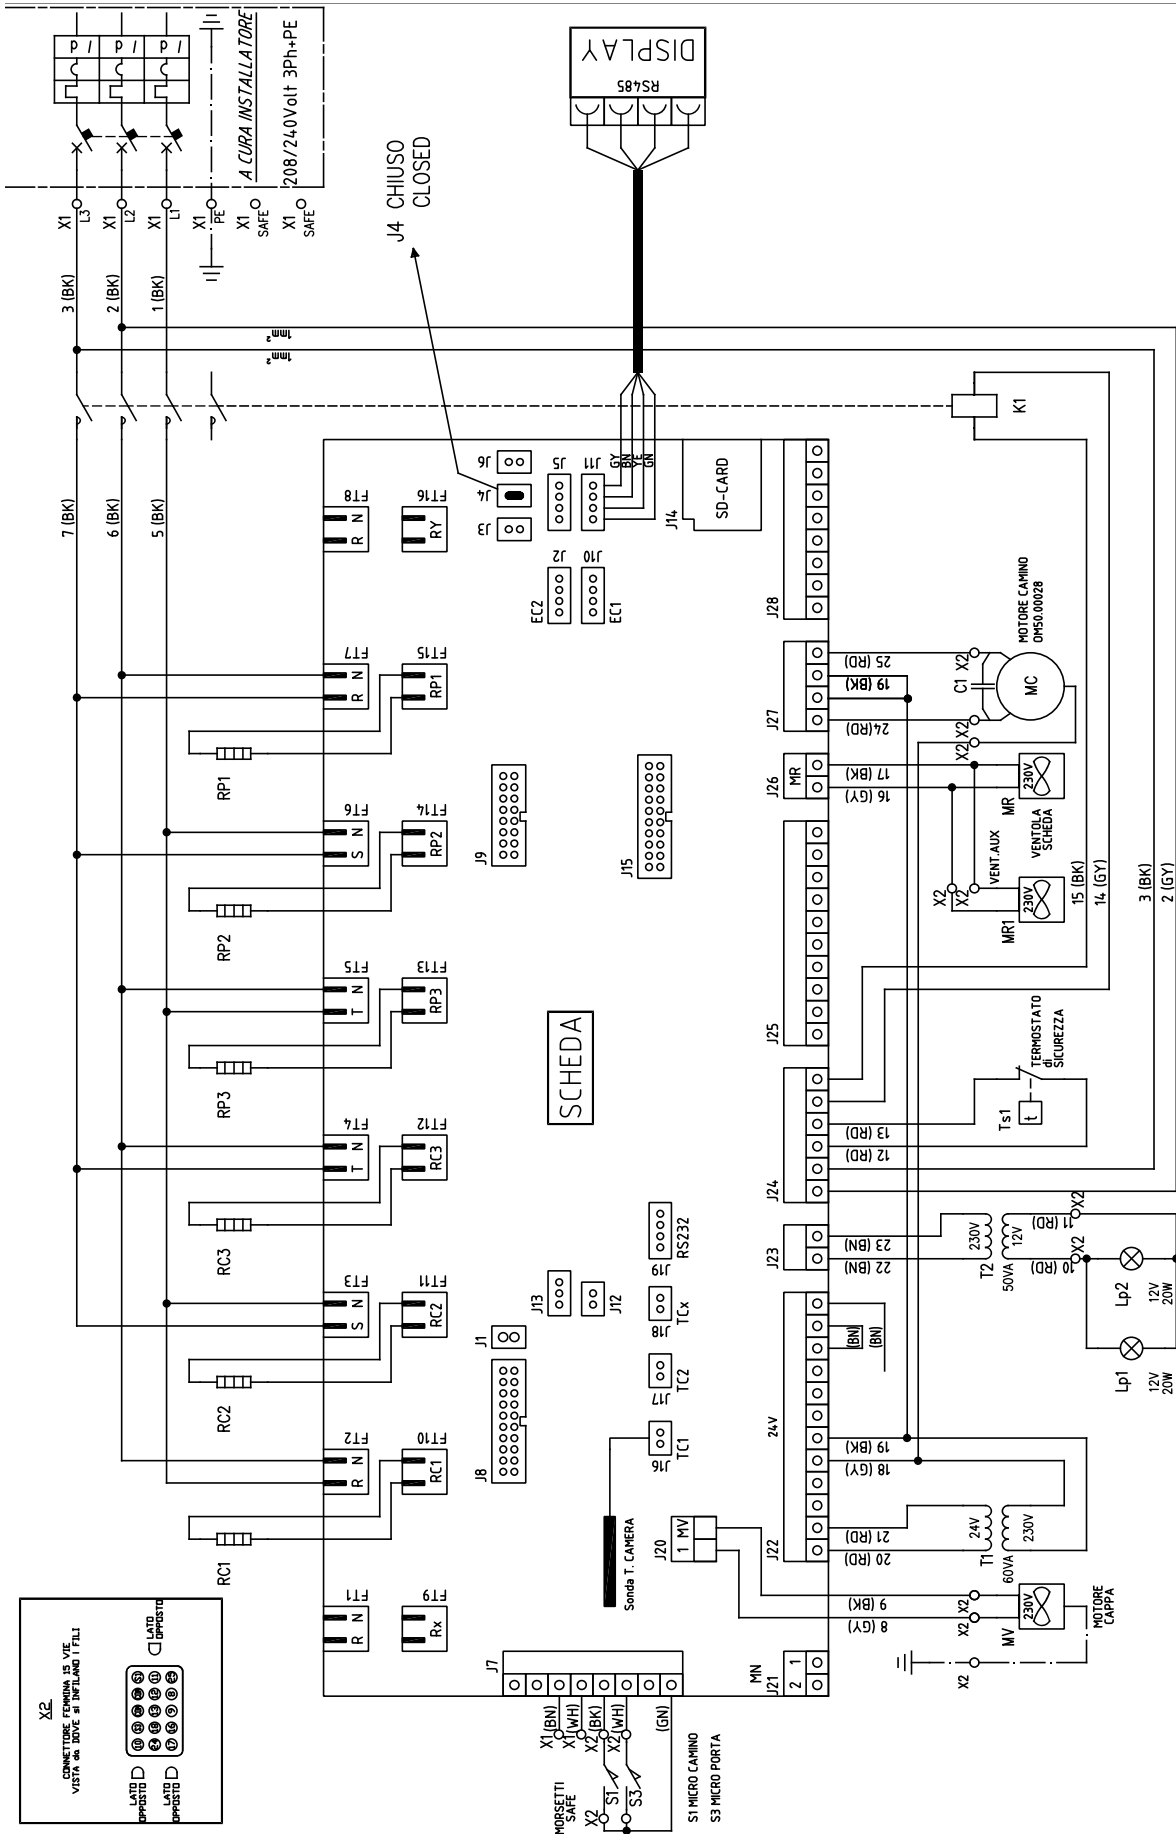 A CURA INSTALLATORE
208/240Volt 3Ph+PE
I d
I d
I d
X1 L3
X1 L2
X1 L1
X1 PE
X1 SAFE
X1 SAFE
3 (BK)
2 (BK)
1 (BK)
1mm²
1mm²
DISPLAY
RS485
J4 CHIUSO
CLOSED
K1
7 (BK)
6 (BK)
5 (BK)
FT8
R N
FT16
RY
J6
J4
J3
J5
J11
J2
J10
EC2
EC1
GY
BN
YE
GN
J14
SD-CARD
J28
FT7
R N
FT15
RP1
RP1
J27
25 (RD)
19 (BK)
24(RD)
X2
X2
X2
C1
MC
MOTORE CAMINO
OM50.00028
FT6
S N
FT14
RP2
RP2
J9
J15
J26
MR
17 (BK)
16 (GY)
230V
MR
VENTOLA
SCHEDA
VENT.AUX
X2
X2
230V
MR1
15 (BK)
14 (GY)
3 (BK)
2 (GY)
FT5
T N
FT13
RP3
RP3
SCHEDA
J25
FT4
T N
FT12
RC3
RC3
J24
13 (RD)
12 (RD)
Ts1
t
TERMOSTATO
di
SICUREZZA
J19
RS232
J23
23 (BN)
22 (BN)
230V
12V
T2
50VA
11 (RD)
X2
10 (RD)
X2
Lp2
12V
20W
Lp1
12V
20W
FT3
S N
FT11
RC2
RC2
J13
J12
J1
J18
TCx
J17
TC2
J16
TC1
J8
(BN)
(BN)
24V
J22
FT2
R N
FT10
RC1
RC1
Sonda T. CAMERA
J20
1 MV
19 (BK)
18 (GY)
21 (RD)
20 (RD)
24V
230V
T1
60VA
FT1
R N
FT9
Rx
9 (BK)
8 (GY)
X2
X2
230V
MV
MOTORE
CAPPA
X2
J7
MN
J21
2 1
X1(BN)
X1(WH)
X2(BK)
X2(WH)
(GN)
S1
S3
X2
MORSETTI
SAFE
S1 MICRO CAMINO
S3 MICRO PORTA
X2
CONNETTORE FEMMINA 15 VIE
VISTA da DOVE si INFILANO I FILI
LATO
OPPOSTO
LATO
OPPOSTO
LATO
OPPOSTO